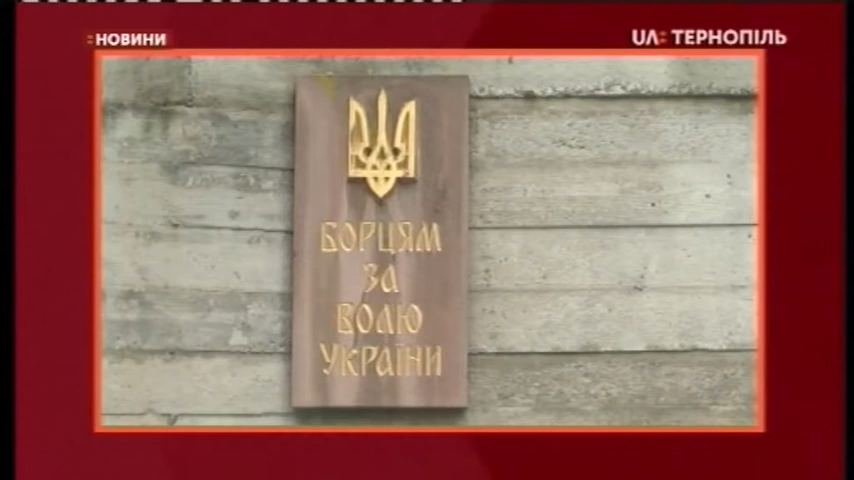 :НОВИНИ
UA: ТЕРНОПІЛЬ
БОРЦЯМ
ЗА
ВОЛЮ
УКРАЇНИ